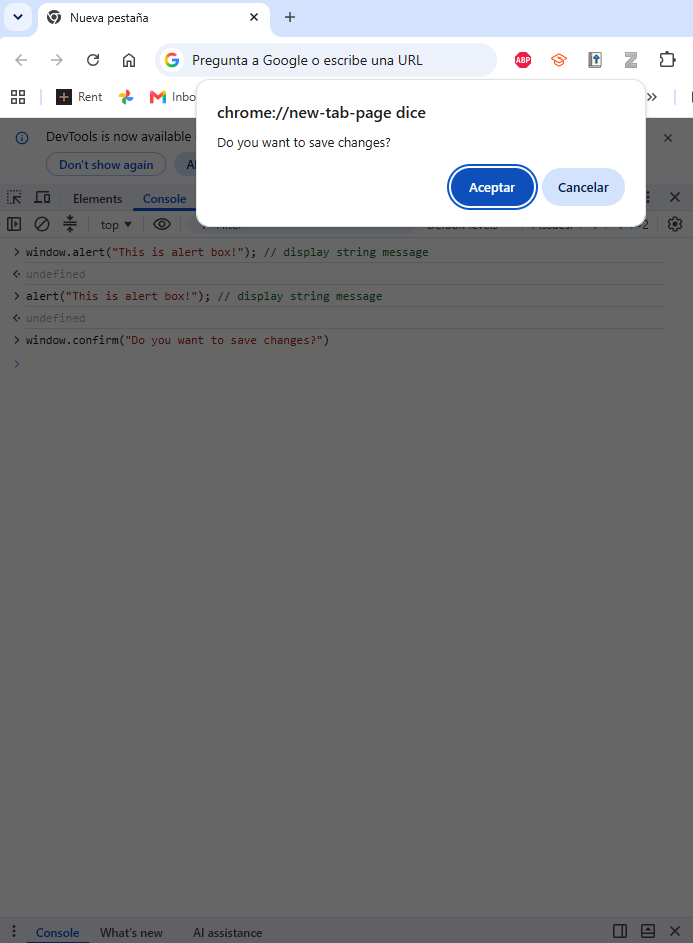 Nueva pestaña
Pregunta a Google o escribe una URL
ABP
Rent
Inbo
chrome://new-tab-page dice
Do you want to save changes?
Aceptar
Cancelar
DevTools is now available
Don't show again
Elements
Console
top
window.alert("This is alert box!"); // display string message
undefined
alert("This is alert box!"); // display string message
undefined
window.confirm("Do you want to save changes?")
Console
What's new
AI assistance